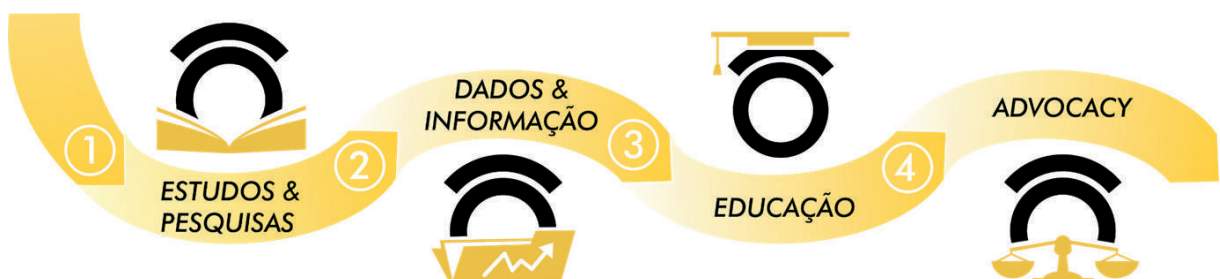 1
ESTUDOS &
PESQUISAS
2
DADOS &
INFORMAÇÃO
3
EDUCAÇÃO
4
ADVOCACY